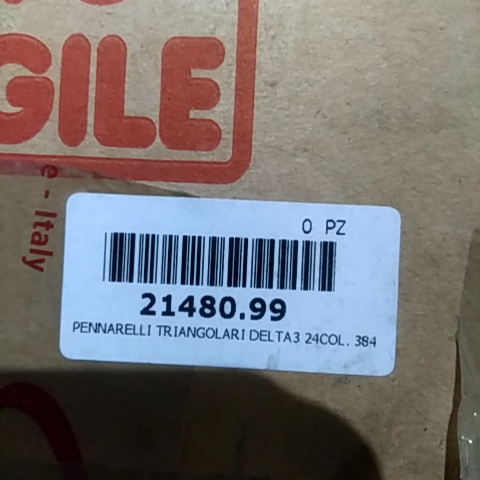 GILE
e - Italy
0 PZ
21480.99
PENNARELLI TRIANGOLARI DELTA3 24COL. 384